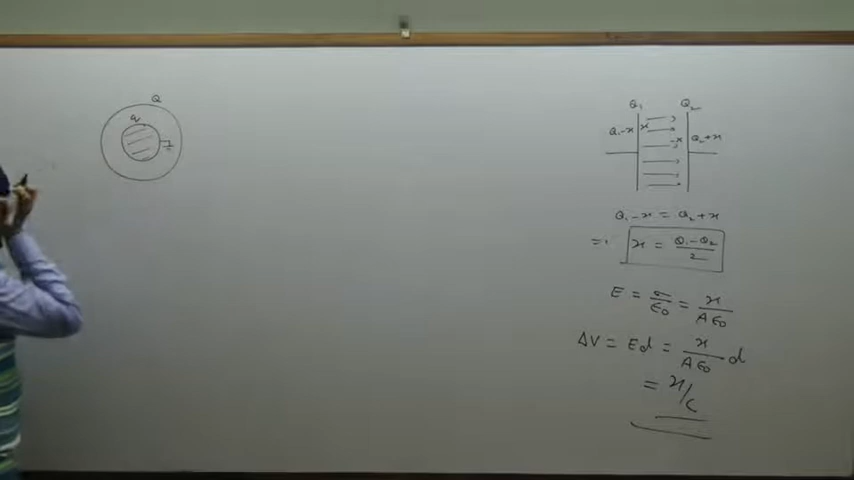 Q
q
Q₁ Q₂
Q₁-x x -x Q₂+x
Q₁-x = Q₂+x
=) x = (Q₁-Q₂)/2
E = σ/ε₀ = x/Aε₀
ΔV = Ed = x/Aε₀ d
= x/C